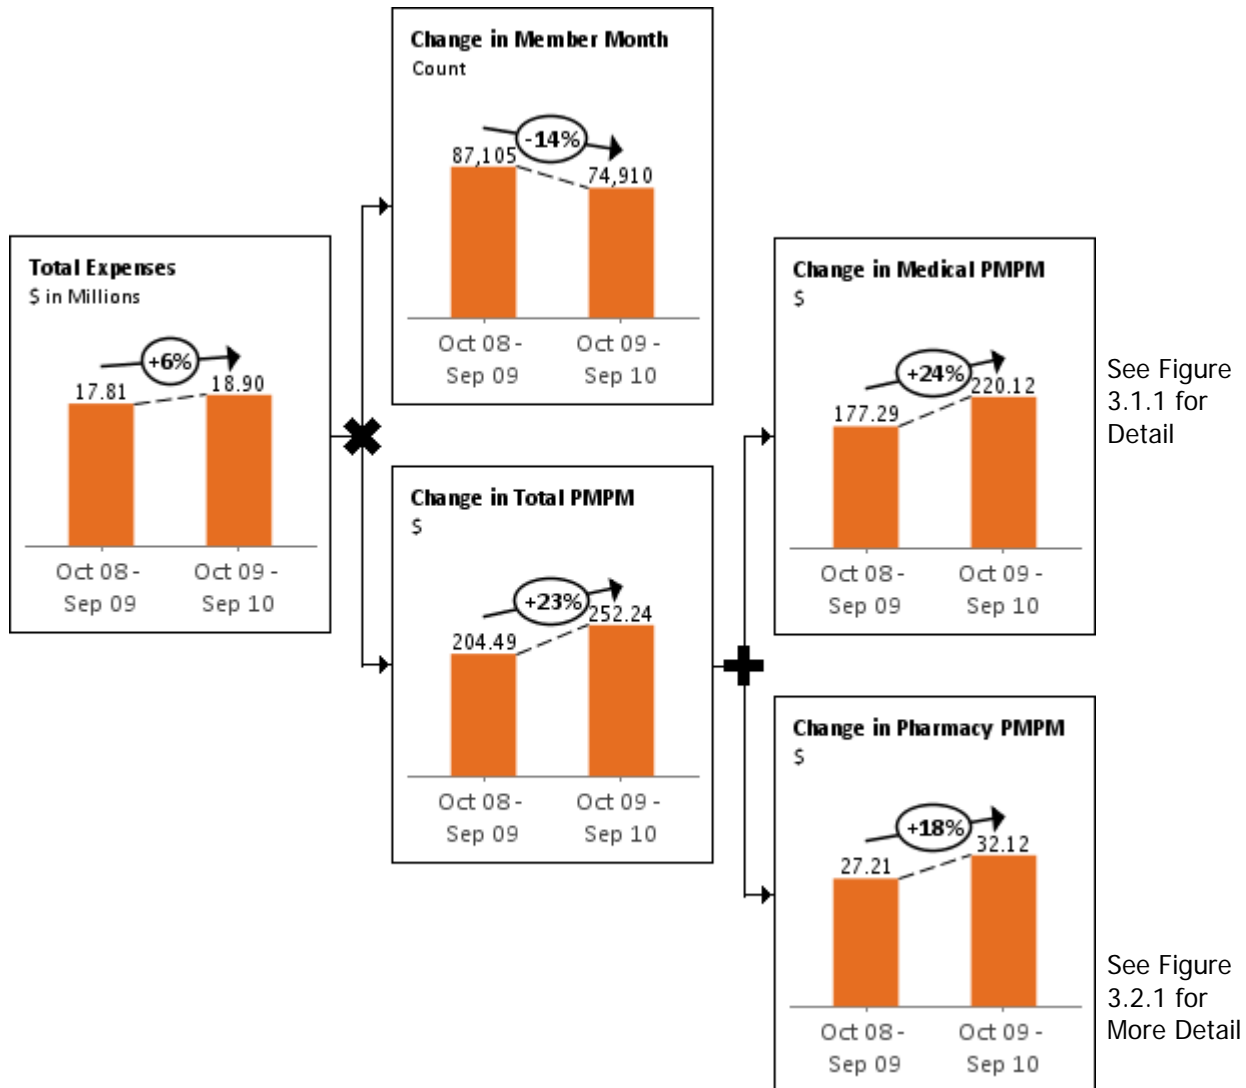 Change in Member Month
Count
-14%
87,105
74,910
Oct 08 -
Sep 09
Oct 09 -
Sep 10
Total Expenses
$ in Millions
+6%
17.81
18.90
Oct 08 -
Sep 09
Oct 09 -
Sep 10
Change in Total PMPM
$
+23%
204.49
252.24
Oct 08 -
Sep 09
Oct 09 -
Sep 10
Change in Medical PMPM
$
+24%
177.29
220.12
Oct 08 -
Sep 09
Oct 09 -
Sep 10
See Figure
3.1.1 for
Detail
Change in Pharmacy PMPM
$
+18%
27.21
32.12
Oct 08 -
Sep 09
Oct 09 -
Sep 10
See Figure
3.2.1 for
More Detail